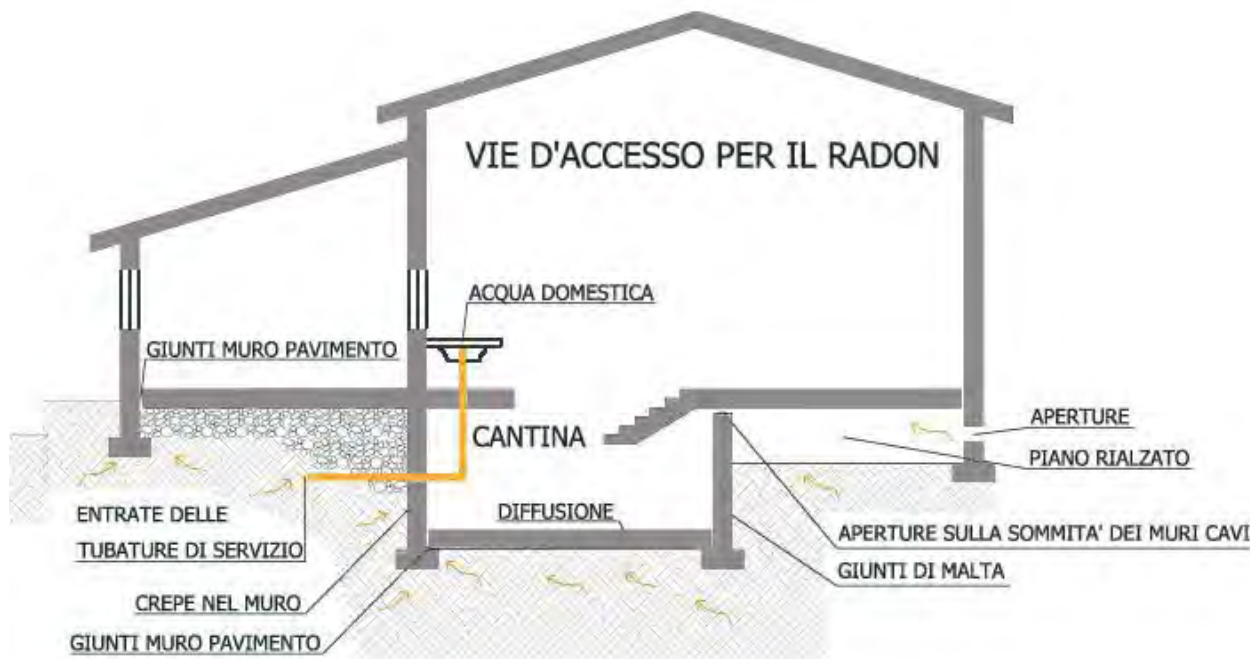 VIE D'ACCESSO PER IL RADON
ACQUA DOMESTICA
GIUNTI MURO PAVIMENTO
CANTINA
APERTURE
PIANO RIALZATO
ENTRATE DELLE
TUBATURE DI SERVIZIO
DIFFUSIONE
APERTURE SULLA SOMMITA' DEI MURI CAVI
GIUNTI DI MALTA
CREPE NEL MURO
GIUNTI MURO PAVIMENTO